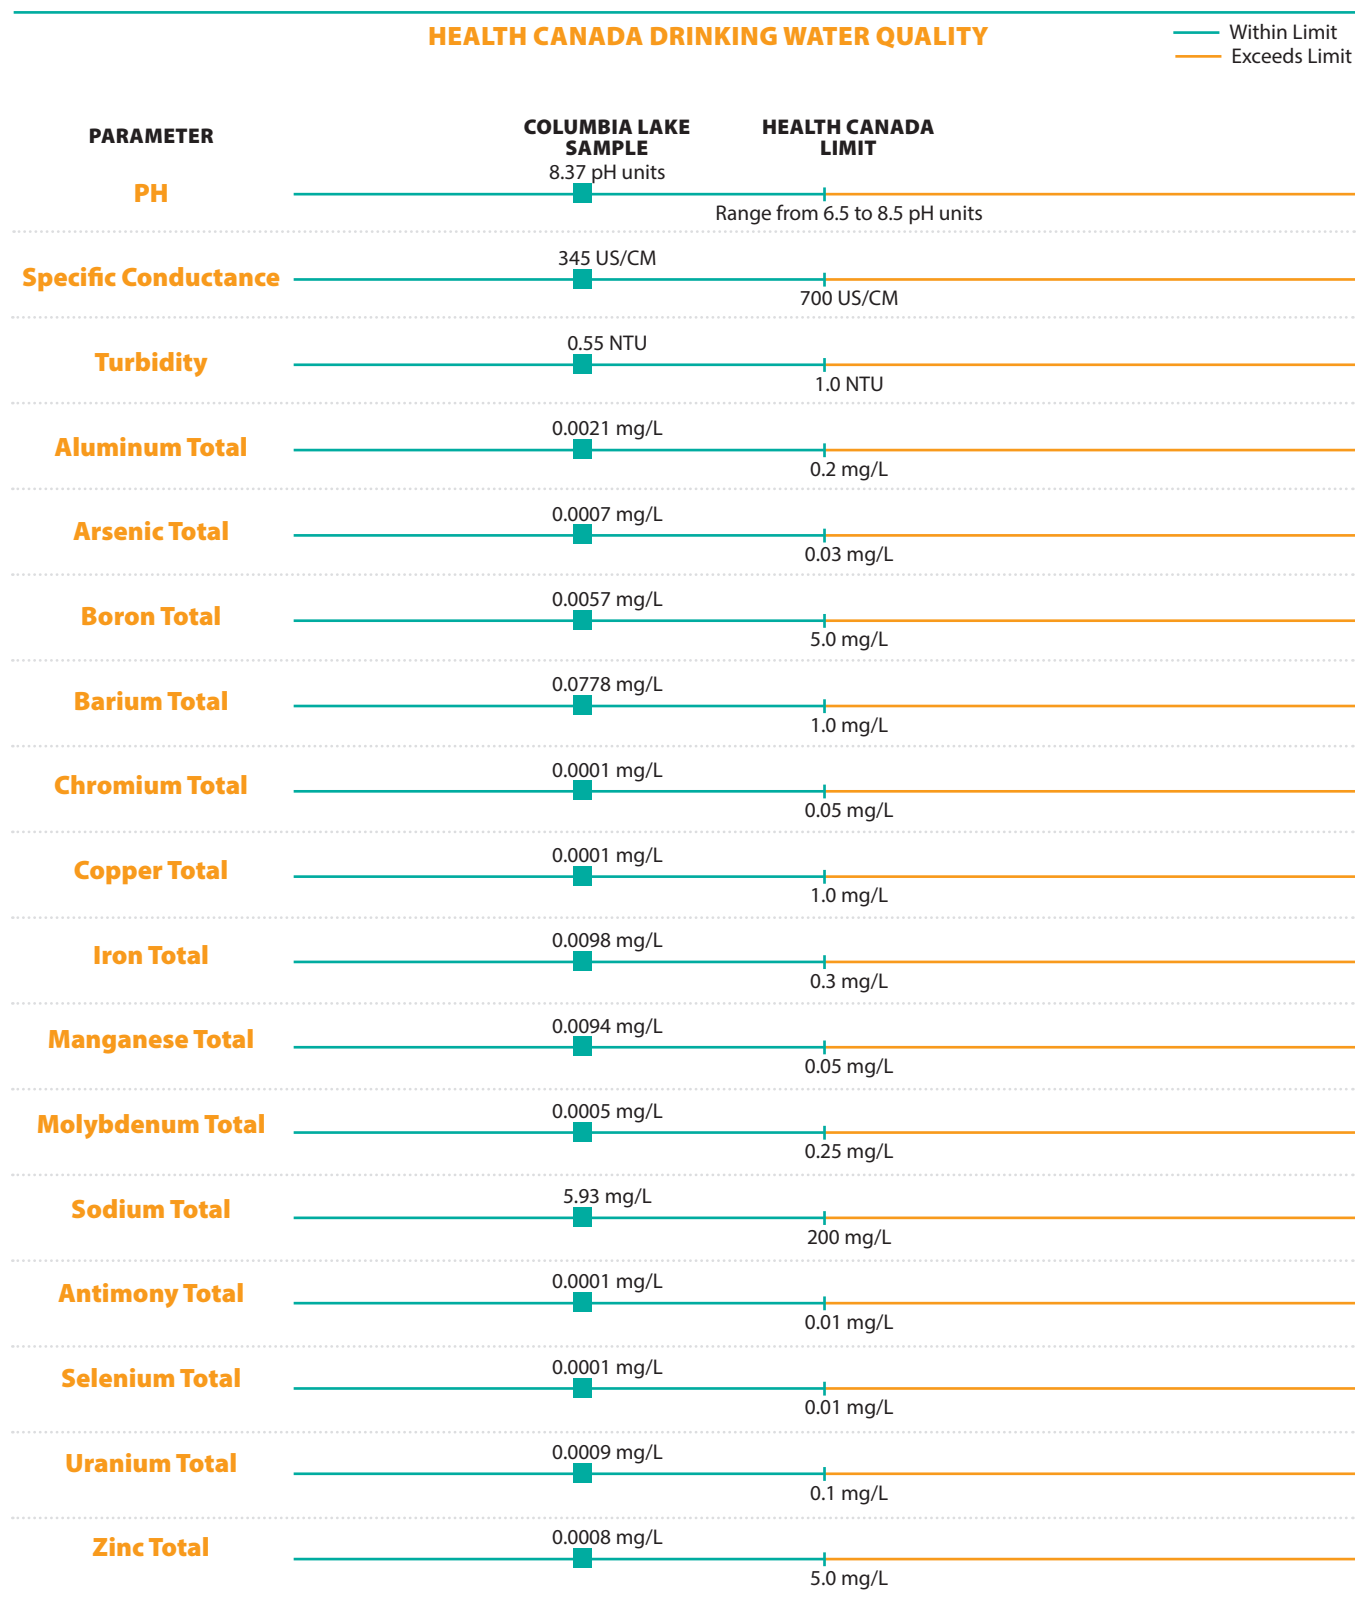 HEALTH CANADA DRINKING WATER QUALITY
Within Limit
Exceeds Limit
PARAMETER
COLUMBIA LAKE
SAMPLE
HEALTH CANADA
LIMIT
PH
8.37 pH units
Range from 6.5 to 8.5 pH units
Specific Conductance
345 US/CM
700 US/CM
Turbidity
0.55 NTU
1.0 NTU
Aluminum Total
0.0021 mg/L
0.2 mg/L
Arsenic Total
0.0007 mg/L
0.03 mg/L
Boron Total
0.0057 mg/L
5.0 mg/L
Barium Total
0.0778 mg/L
1.0 mg/L
Chromium Total
0.0001 mg/L
0.05 mg/L
Copper Total
0.0001 mg/L
1.0 mg/L
Iron Total
0.0098 mg/L
0.3 mg/L
Manganese Total
0.0094 mg/L
0.05 mg/L
Molybdenum Total
0.0005 mg/L
0.25 mg/L
Sodium Total
5.93 mg/L
200 mg/L
Antimony Total
0.0001 mg/L
0.01 mg/L
Selenium Total
0.0001 mg/L
0.01 mg/L
Uranium Total
0.0009 mg/L
0.1 mg/L
Zinc Total
0.0008 mg/L
5.0 mg/L